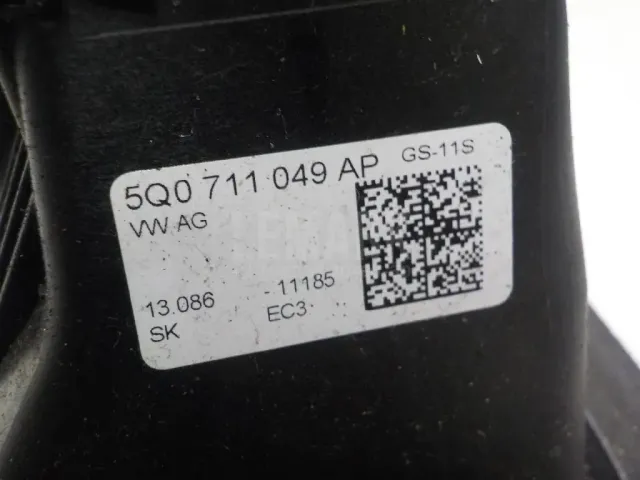 5Q0 711 049 AP GS-11S
VW AG
13.086 11185
SK EC3